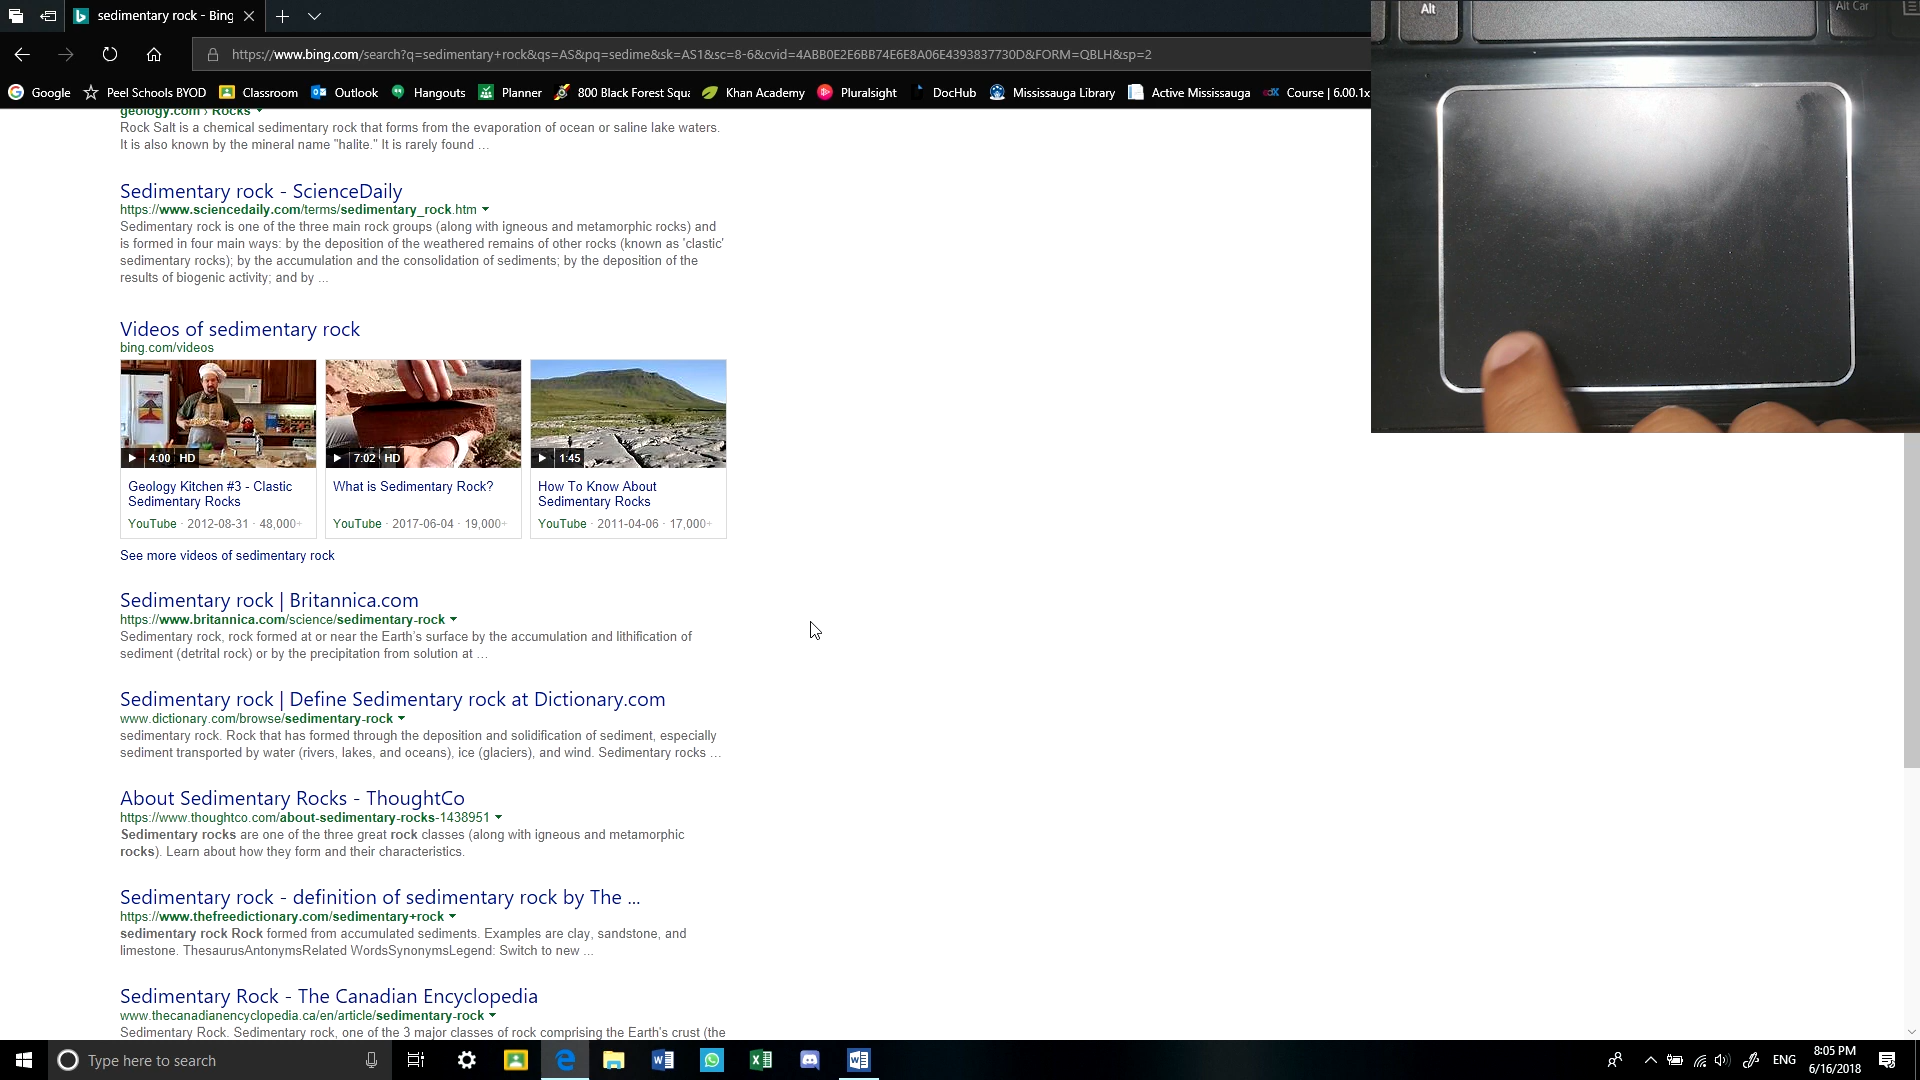 sedimentary rock - Bing
https://www.bing.com/search?q=sedimentary+rock&qs=AS&pq=sedime&sk=AS1&sc=8-6&cvid=4ABB0E2E6BB74E6E8A06E4393837730D&FORM=QBLH&sp=2
Google Peel Schools BYOD Classroom Outlook Hangouts Planner 800 Black Forest Squa Khan Academy Pluralsight DocHub Mississauga Library Active Mississauga Course | 6.00.1x
Alt
Alt Car
geology.com › Rocks
Rock Salt is a chemical sedimentary rock that forms from the evaporation of ocean or saline lake waters.
It is also known by the mineral name "halite." It is rarely found ...
Sedimentary rock - ScienceDaily
https://www.sciencedaily.com/terms/sedimentary_rock.htm
Sedimentary rock is one of the three main rock groups (along with igneous and metamorphic rocks) and
is formed in four main ways: by the deposition of the weathered remains of other rocks (known as 'clastic'
sedimentary rocks); by the accumulation and the consolidation of sediments; by the deposition of the
results of biogenic activity; and by ...
Videos of sedimentary rock
bing.com/videos
4:00 HD
7:02 HD
1:45
Geology Kitchen #3 - Clastic
Sedimentary Rocks
YouTube · 2012-08-31 · 48,000+
What is Sedimentary Rock?
YouTube · 2017-06-04 · 19,000+
How To Know About
Sedimentary Rocks
YouTube · 2011-04-06 · 17,000+
See more videos of sedimentary rock
Sedimentary rock | Britannica.com
https://www.britannica.com/science/sedimentary-rock
Sedimentary rock, rock formed at or near the Earth's surface by the accumulation and lithification of
sediment (detrital rock) or by the precipitation from solution at ...
Sedimentary rock | Define Sedimentary rock at Dictionary.com
www.dictionary.com/browse/sedimentary-rock
sedimentary rock. Rock that has formed through the deposition and solidification of sediment, especially
sediment transported by water (rivers, lakes, and oceans), ice (glaciers), and wind. Sedimentary rocks ...
About Sedimentary Rocks - ThoughtCo
https://www.thoughtco.com/about-sedimentary-rocks-1438951
Sedimentary rocks are one of the three great rock classes (along with igneous and metamorphic
rocks). Learn about how they form and their characteristics.
Sedimentary rock - definition of sedimentary rock by The ...
https://www.thefreedictionary.com/sedimentary+rock
sedimentary rock Rock formed from accumulated sediments. Examples are clay, sandstone, and
limestone. ThesaurusAntonymsRelated WordsSynonymsLegend: Switch to new ...
Sedimentary Rock - The Canadian Encyclopedia
www.thecanadianencyclopedia.ca/en/article/sedimentary-rock
Sedimentary Rock. Sedimentary rock, one of the 3 major classes of rock comprising the Earth's crust (the
Type here to search
ENG
8:05 PM
6/16/2018